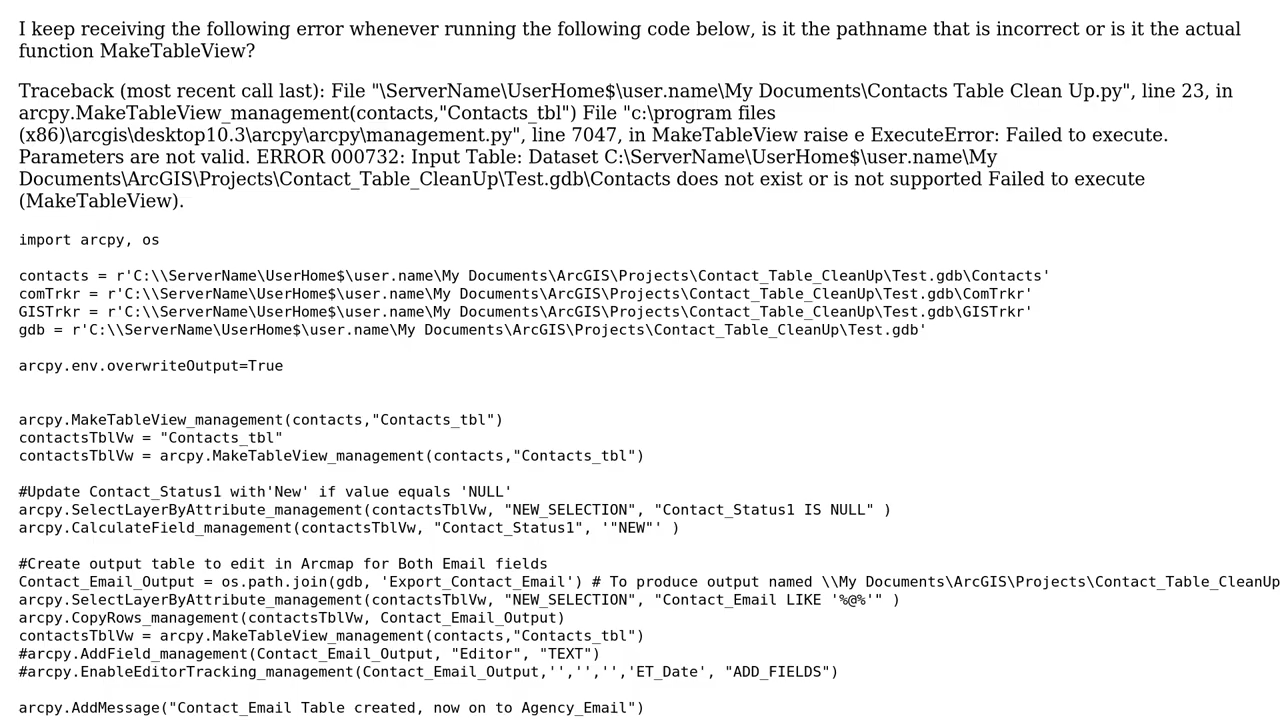 I keep receiving the following error whenever running the following code below, is it the pathname that is incorrect or is it the actual
function MakeTableView?
Traceback (most recent call last): File "\ServerName\UserHome$\user.name\My Documents\Contacts Table Clean Up.py", line 23, in
arcpy.MakeTableView_management(contacts,"Contacts_tbl") File "c:\program files
(x86)\arcgis\desktop10.3\arcpy\arcpy\management.py", line 7047, in MakeTableView raise e ExecuteError: Failed to execute.
Parameters are not valid. ERROR 000732: Input Table: Dataset C:\ServerName\UserHome$\user.name\My
Documents\ArcGIS\Projects\Contact_Table_CleanUp\Test.gdb\Contacts does not exist or is not supported Failed to execute
(MakeTableView).
import arcpy, os
contacts = r'C:\\ServerName\UserHome$\user.name\My Documents\ArcGIS\Projects\Contact_Table_CleanUp\Test.gdb\Contacts'
comTrkr = r'C:\\ServerName\UserHome$\user.name\My Documents\ArcGIS\Projects\Contact_Table_CleanUp\Test.gdb\ComTrkr'
GISTrkr = r'C:\\ServerName\UserHome$\user.name\My Documents\ArcGIS\Projects\Contact_Table_CleanUp\Test.gdb\GISTrkr'
gdb = r'C:\\ServerName\UserHome$\user.name\My Documents\ArcGIS\Projects\Contact_Table_CleanUp\Test.gdb'
arcpy.env.overwriteOutput=True
arcpy.MakeTableView_management(contacts,"Contacts_tbl")
contactsTblVw = "Contacts_tbl"
contactsTblVw = arcpy.MakeTableView_management(contacts,"Contacts_tbl")
#Update Contact_Status1 with'New' if value equals 'NULL'
arcpy.SelectLayerByAttribute_management(contactsTblVw, "NEW_SELECTION", "Contact_Status1 IS NULL" )
arcpy.CalculateField_management(contactsTblVw, "Contact_Status1", '"NEW"' )
#Create output table to edit in Arcmap for Both Email fields
Contact_Email_Output = os.path.join(gdb, 'Export_Contact_Email') # To produce output named \\My Documents\ArcGIS\Projects\Contact_Table_CleanUp
arcpy.SelectLayerByAttribute_management(contactsTblVw, "NEW_SELECTION", "Contact_Email LIKE '%@%'" )
arcpy.CopyRows_management(contactsTblVw, Contact_Email_Output)
contactsTblVw = arcpy.MakeTableView_management(contacts,"Contacts_tbl")
#arcpy.AddField_management(Contact_Email_Output, "Editor", "TEXT")
#arcpy.EnableEditorTracking_management(Contact_Email_Output,'','','','ET_Date', "ADD_FIELDS")
arcpy.AddMessage("Contact_Email Table created, now on to Agency_Email")